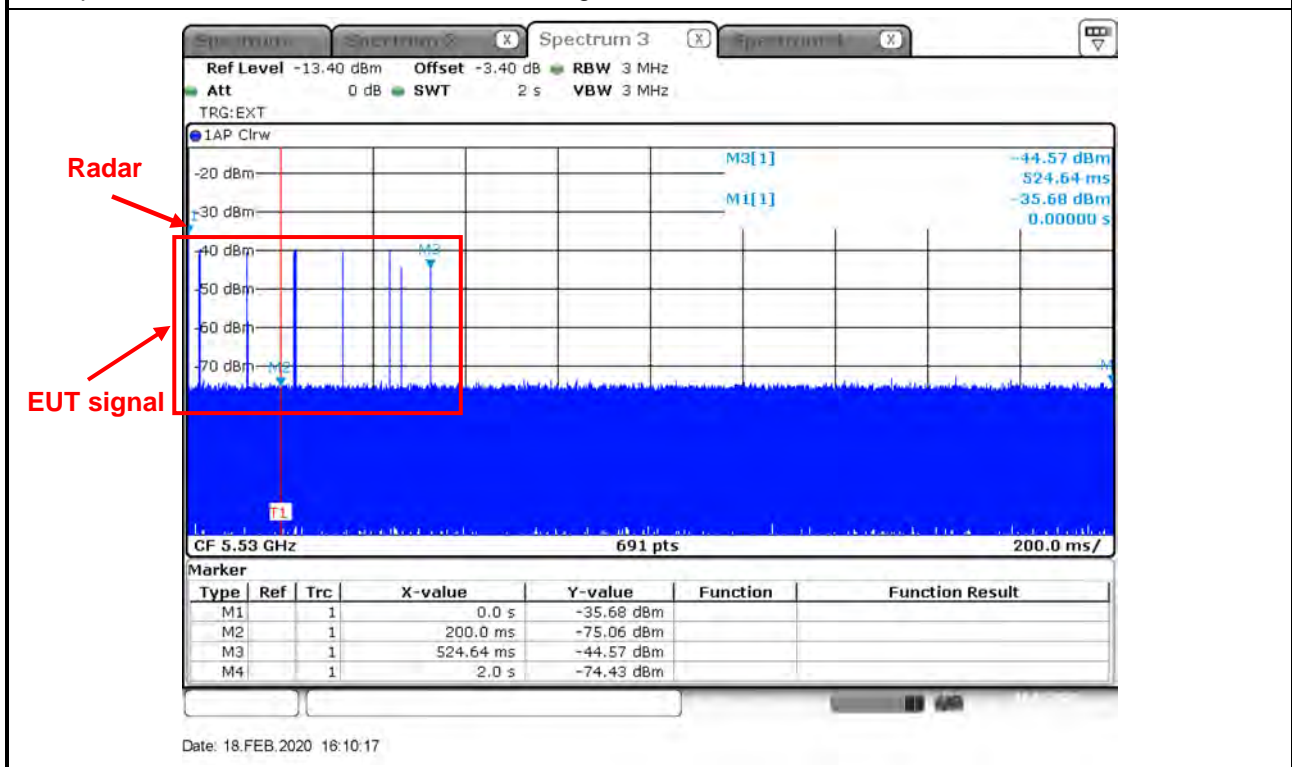 Spectrum 3 X
X
X
Ref Level -13.40 dBm Offset -3.40 dB RBW 3 MHz
Att 0 dB SWT 2 s VBW 3 MHz
TRG:EXT
1AP Clrw
Radar
EUT signal
M3[1] -44.57 dBm
524.64 ms
M1[1] -35.68 dBm
0.00000 s
-20 dBm
-30 dBm
-40 dBm
M3
-50 dBm
-60 dBm
-70 dBm
M2
T1
CF 5.53 GHz 691 pts 200.0 ms/
Marker
Type Ref Trc X-value Y-value Function Function Result
M1 1 0.0 s -35.68 dBm
M2 1 200.0 ms -75.06 dBm
M3 1 524.64 ms -44.57 dBm
M4 1 2.0 s -74.43 dBm
Date: 18.FEB.2020 16:10:17